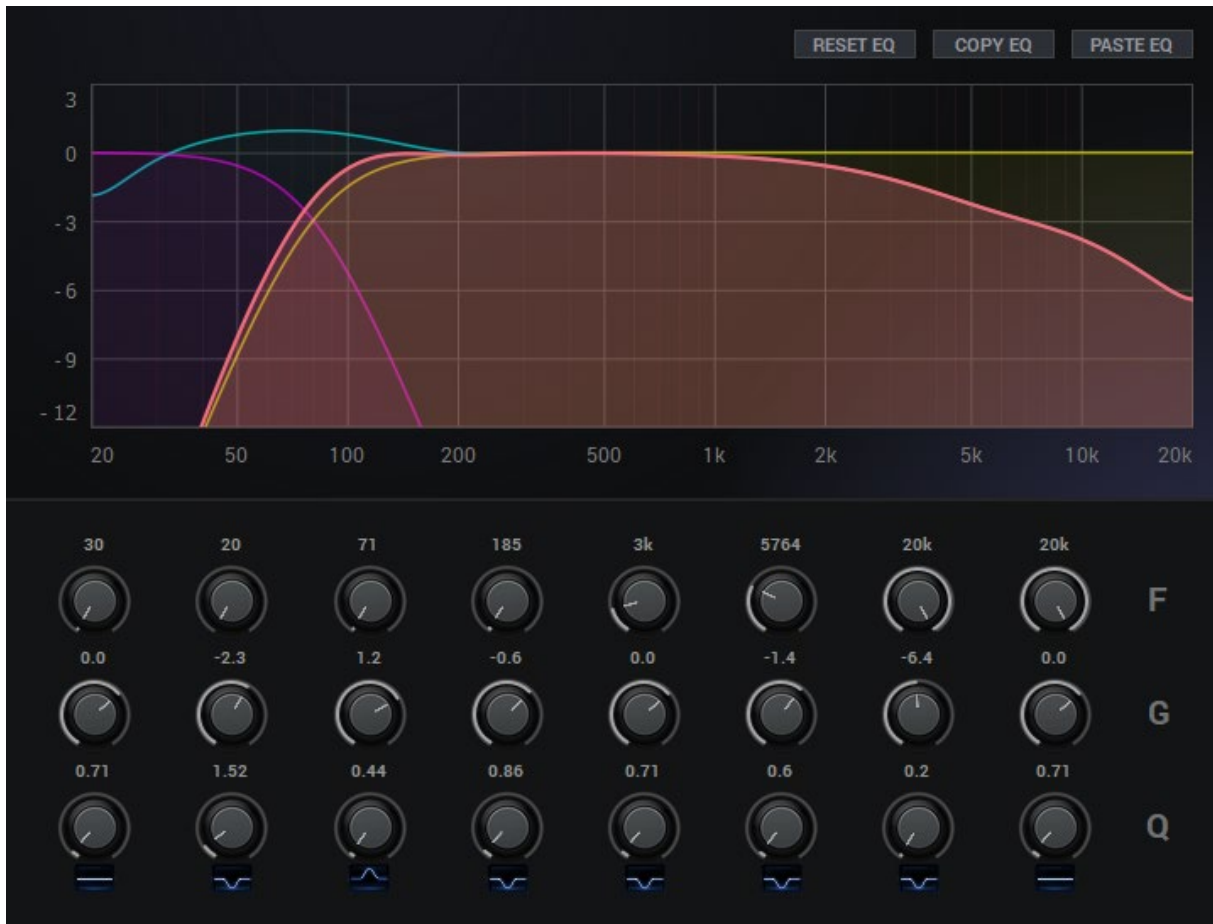 RESET EQ COPY EQ PASTE EQ
3
0
-3
-6
-9
-12
20 50 100 200 500 1k 2k 5k 10k 20k
30 20 71 185 3k 5764 20k 20k
F
0.0 -2.3 1.2 -0.6 0.0 -1.4 -6.4 0.0
G
0.71 1.52 0.44 0.86 0.71 0.6 0.2 0.71
Q